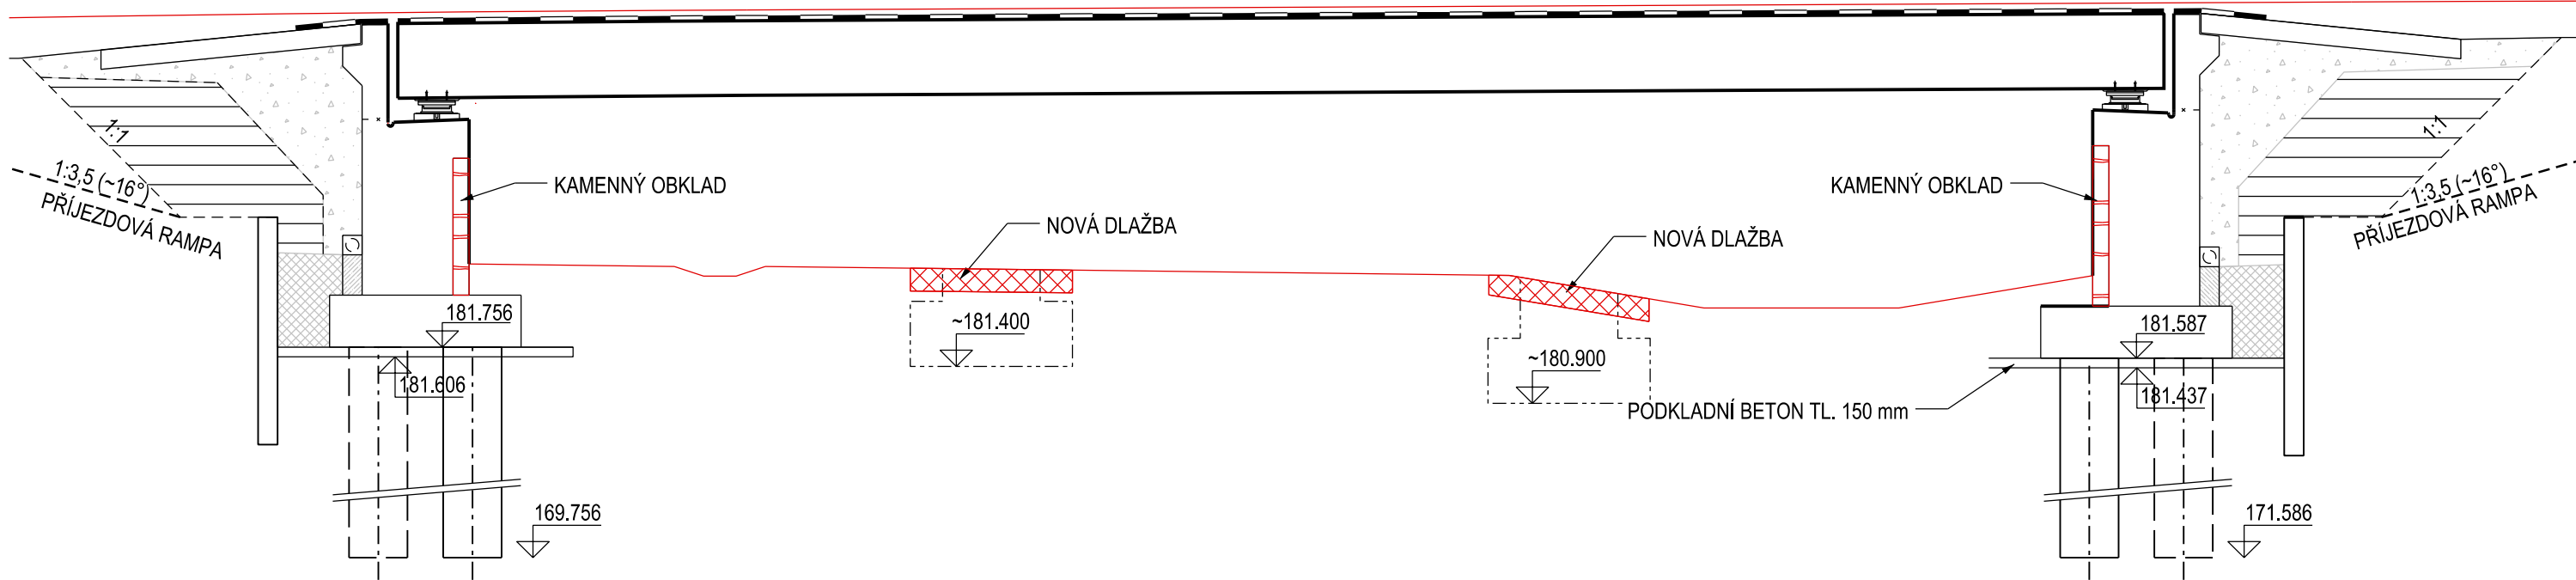 1:1
1:3,5 (~16°)
PŘÍJEZDOVÁ RAMPA
KAMENNÝ OBKLAD
NOVÁ DLAŽBA
NOVÁ DLAŽBA
KAMENNÝ OBKLAD
1:1
1:3,5 (~16°)
PŘÍJEZDOVÁ RAMPA
181.756
181.606
~181.400
~180.900
181.587
181.437
PODKLADNÍ BETON TL. 150 mm
169.756
171.586